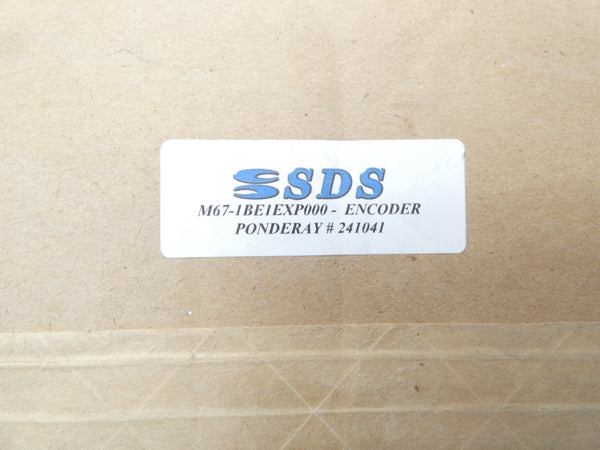 SDS
M67-1BE1EXP000 - ENCODER
PONDERAY # 241041